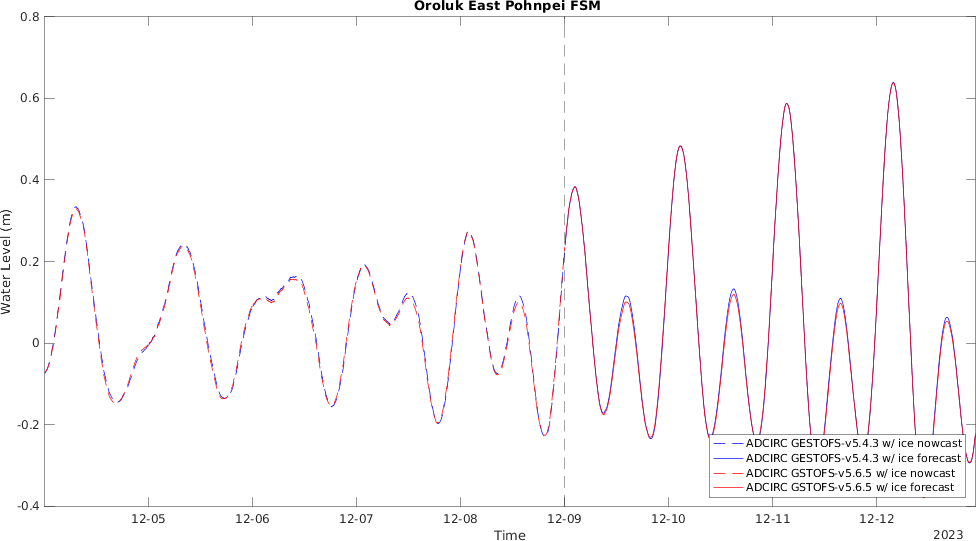 Oroluk East Pohnpei FSM
0.8
0.6
0.4
0.2
0
-0.2
-0.4
Water Level (m)
ADCIRC GESTOFS-v5.4.3 w/ ice nowcast
ADCIRC GESTOFS-v5.4.3 w/ ice forecast
ADCIRC GSTOFS-v5.6.5 w/ ice nowcast
ADCIRC GSTOFS-v5.6.5 w/ ice forecast
12-05 12-06 12-07 12-08 12-09 12-10 12-11 12-12
Time
2023